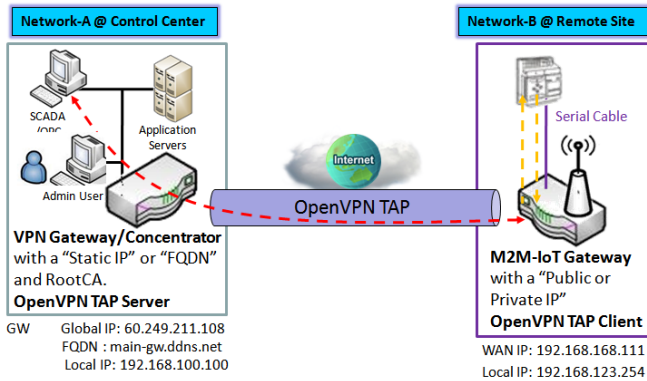 Network-A @ Control Center
Network-B @ Remote Site
SCADA
/OPC
Application
Servers
Admin User
Serial Cable
Internet
OpenVPN TAP
VPN Gateway/Concentrator
with a “Static IP” or “FQDN”
and RootCA.
OpenVPN TAP Server
M2M-IoT Gateway
with a “Public or
Private IP”
OpenVPN TAP Client
GW Global IP: 60.249.211.108
FQDN : main-gw.ddns.net
Local IP: 192.168.100.100
WAN IP: 192.168.168.111
Local IP: 192.168.123.254